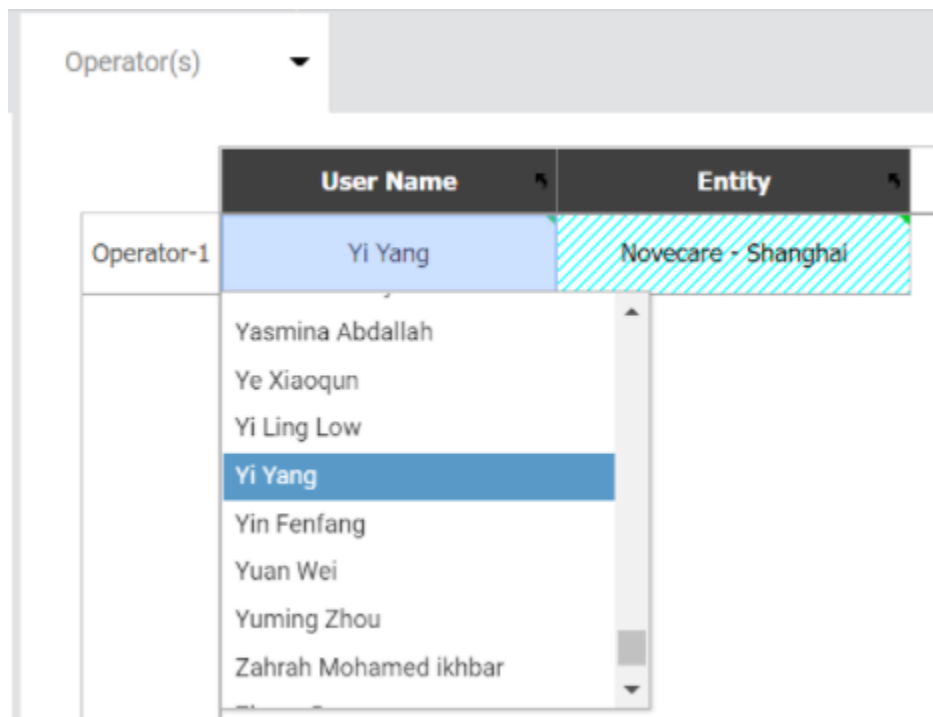 Operator(s)
User Name Entity
Operator-1 Yi Yang Novecare - Shanghai
Yasmina Abdallah
Ye Xiaoqun
Yi Ling Low
Yi Yang
Yin Fenfang
Yuan Wei
Yuming Zhou
Zahrah Mohamed ikhbar